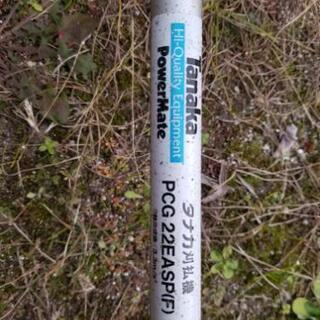 Tanaka
Hi-Quality Equipment
PowerMate
タナカ刈払機
PCG 22EASP(F)